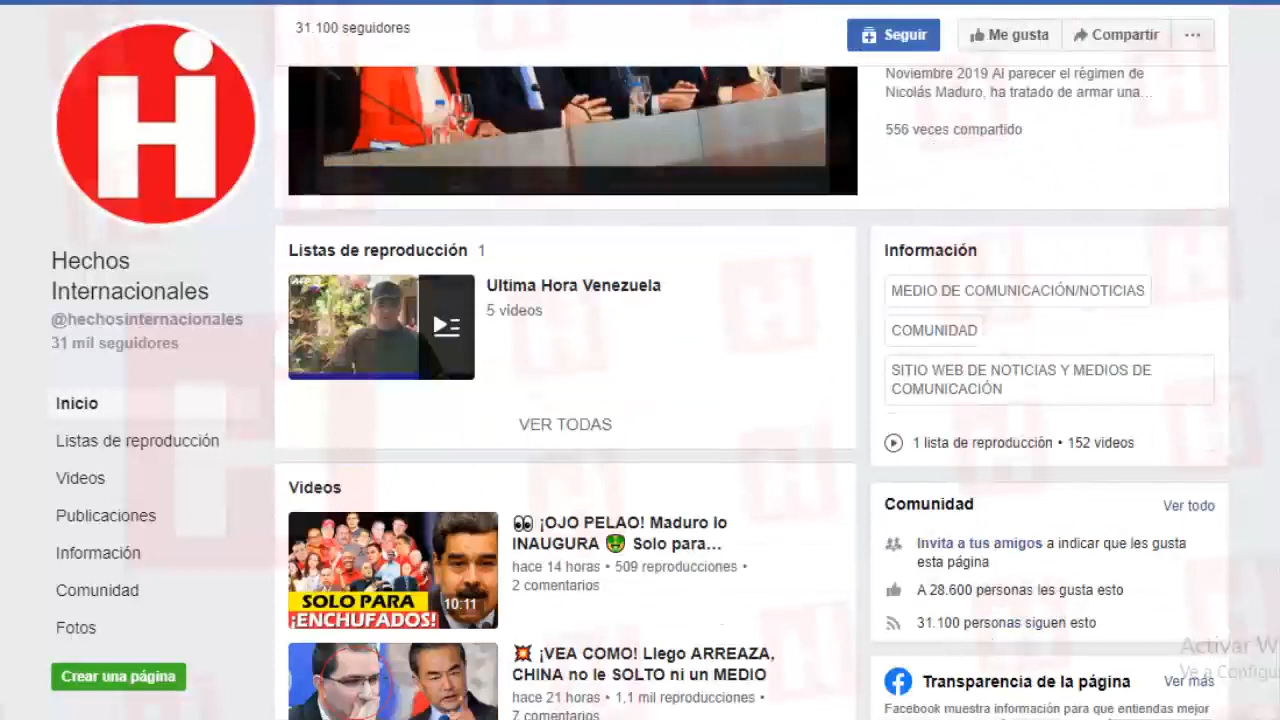 31.100 seguidores
Seguir
Me gusta
Compartir
Noviembre 2019 Al parecer el régimen de
Nicolás Maduro, ha tratado de armar una...
556 veces compartido
Hechos
Internacionales
@hechosinternacionales
31 mil seguidores
Inicio
Listas de reproducción
Videos
Publicaciones
Información
Comunidad
Fotos
Crear una página
Listas de reproducción 1
Ultima Hora Venezuela
5 videos
VER TODAS
Videos
¡OJO PELAO! Maduro lo
INAUGURA Solo para...
hace 14 horas • 509 reproducciones •
2 comentarios
SOLO PARA
¡ENCHUFADOS!
10:11
¡VEA COMO! Llego ARREAZA,
CHINA no le SOLTO ni un MEDIO
hace 21 horas • 1,1 mil reproducciones •
7 comentarios
Información
MEDIO DE COMUNICACIÓN/NOTICIAS
COMUNIDAD
SITIO WEB DE NOTICIAS Y MEDIOS DE
COMUNICACIÓN
1 lista de reproducción • 152 videos
Comunidad
Ver todo
Invita a tus amigos a indicar que les gusta
esta página
A 28.600 personas les gusta esto
31.100 personas siguen esto
Activar W
Ve a Configu
Transparencia de la página
Ver más
Facebook muestra información para que entiendas mejor